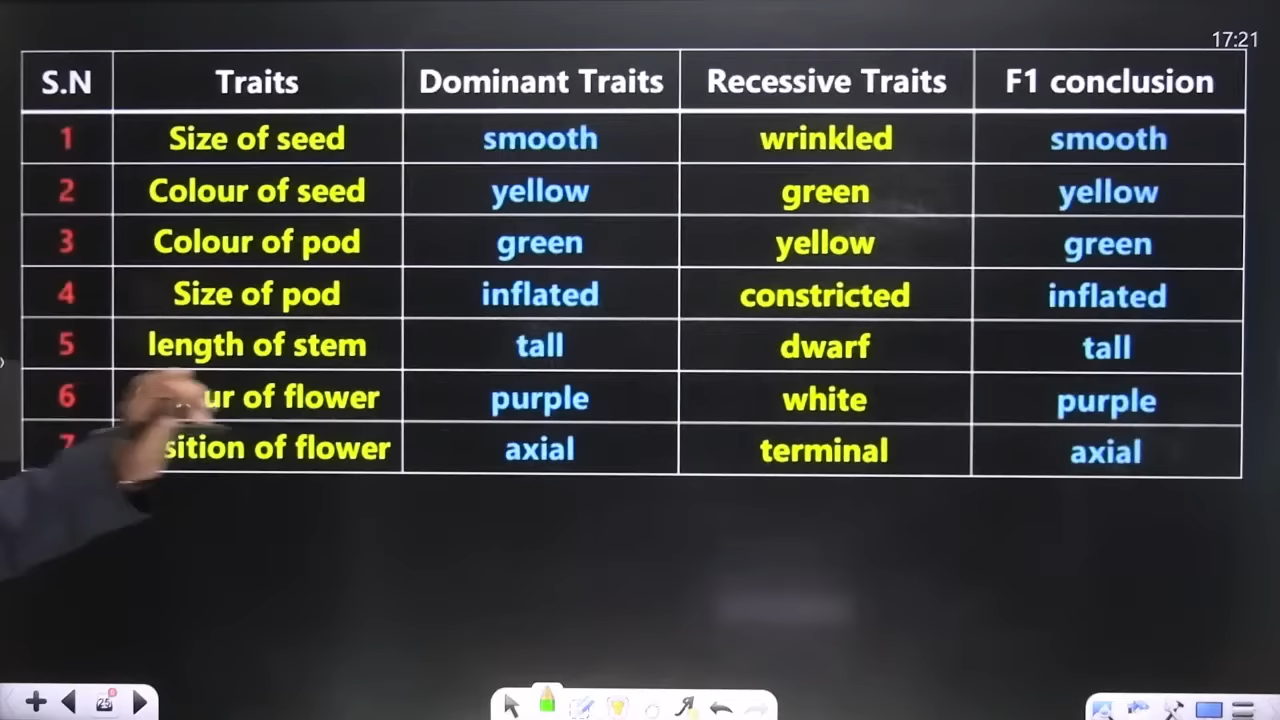 17:21
S.N Traits Dominant Traits Recessive Traits F1 conclusion
1 Size of seed smooth wrinkled smooth
2 Colour of seed yellow green yellow
3 Colour of pod green yellow green
4 Size of pod inflated constricted inflated
5 length of stem tall dwarf tall
6 of flower purple white purple
of flower axial terminal axial
25